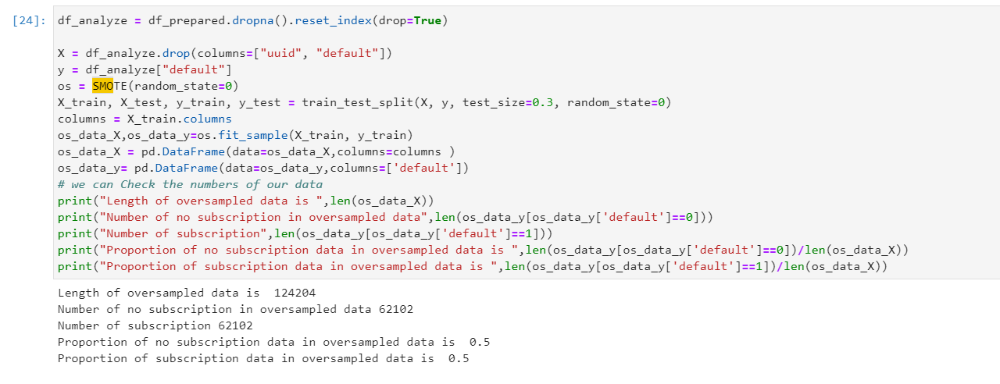 [24]: df_analyze = df_prepared.dropna().reset_index(drop=True)
X = df_analyze.drop(columns=["uuid", "default"])
y = df_analyze["default"]
os = SMOTE(random_state=0)
X_train, X_test, y_train, y_test = train_test_split(X, y, test_size=0.3, random_state=0)
columns = X_train.columns
os_data_X,os_data_y=os.fit_sample(X_train, y_train)
os_data_X = pd.DataFrame(data=os_data_X,columns=columns )
os_data_y= pd.DataFrame(data=os_data_y,columns=['default'])
# we can Check the numbers of our data
print("Length of oversampled data is ",len(os_data_X))
print("Number of no subscription in oversampled data",len(os_data_y[os_data_y['default']==0]))
print("Number of subscription",len(os_data_y[os_data_y['default']==1]))
print("Proportion of no subscription data in oversampled data is ",len(os_data_y[os_data_y['default']==0])/len(os_data_X))
print("Proportion of subscription data in oversampled data is ",len(os_data_y[os_data_y['default']==1])/len(os_data_X))
Length of oversampled data is  124204
Number of no subscription in oversampled data 62102
Number of subscription 62102
Proportion of no subscription data in oversampled data is  0.5
Proportion of subscription data in oversampled data is  0.5